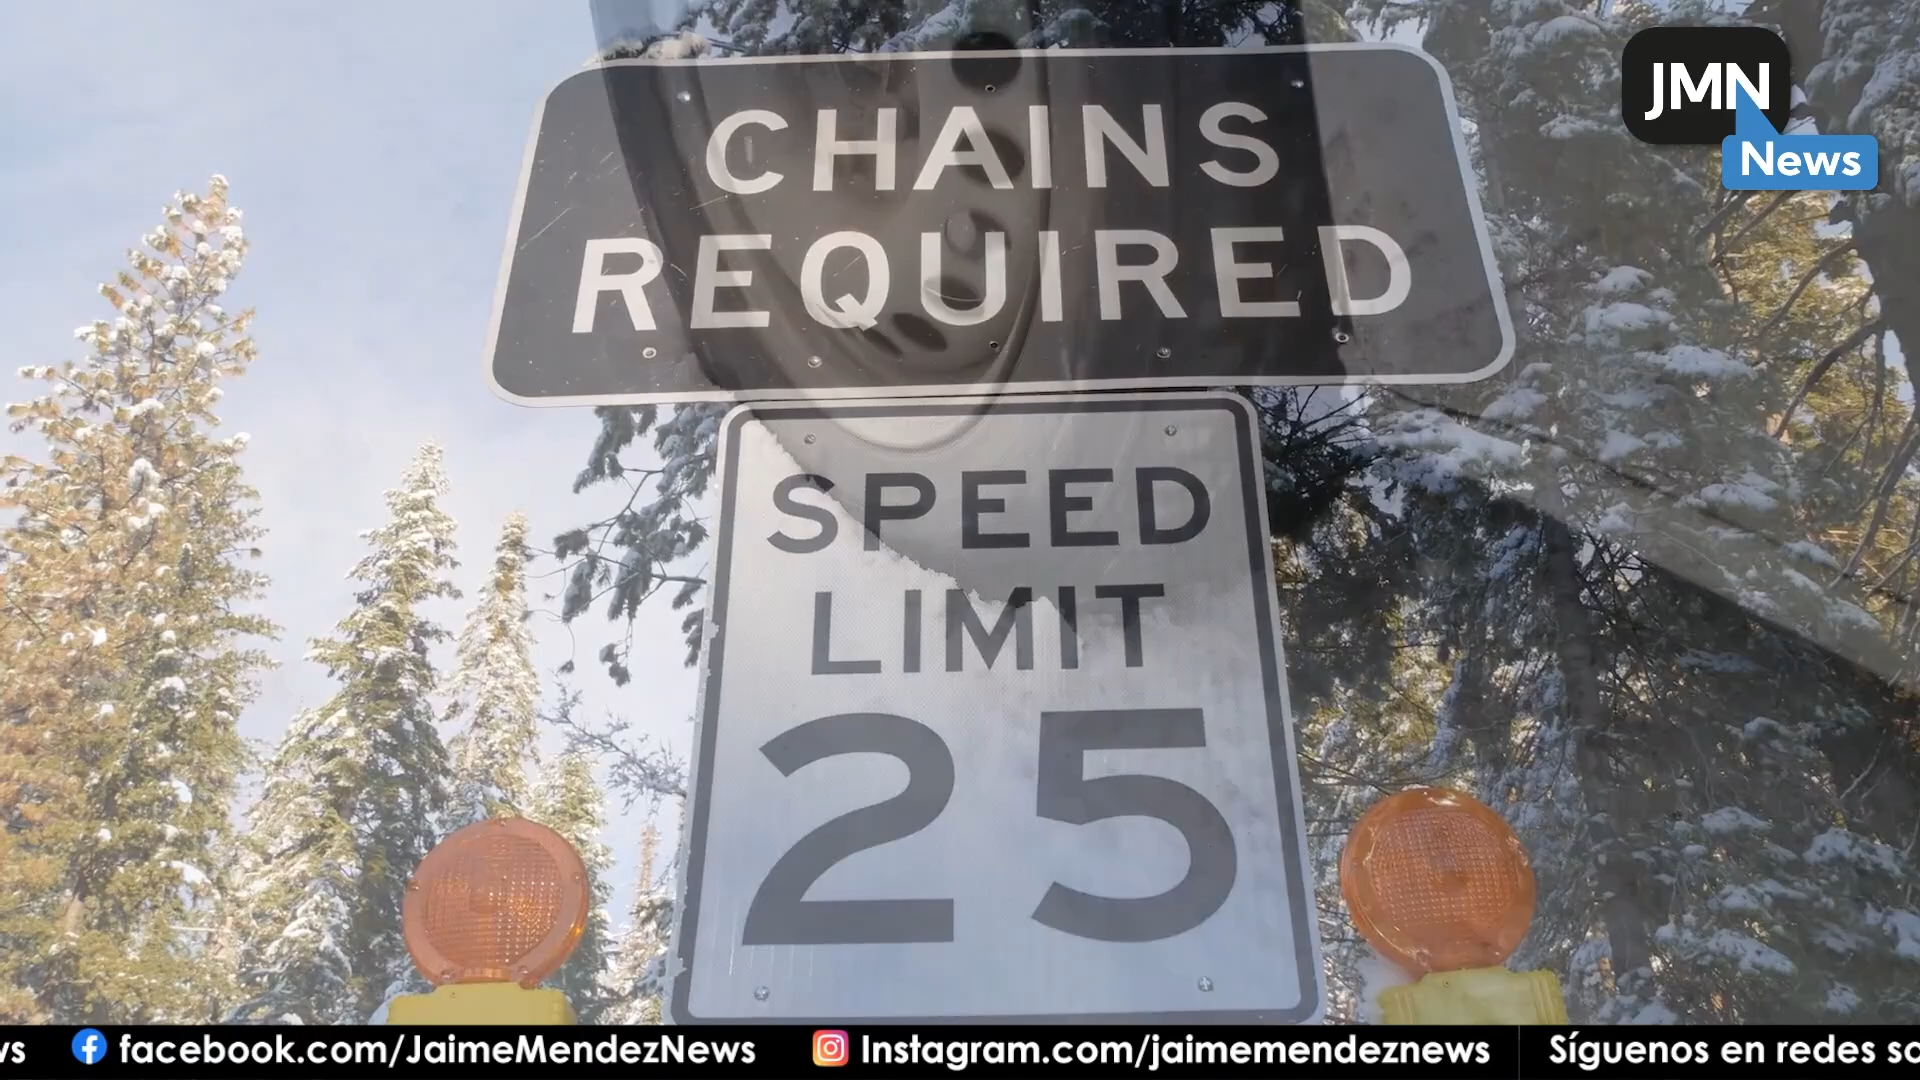 JMN
News
CHAINS
REQUIRED
SPEED
LIMIT
25
facebook.com/JaimeMendezNews
Instagram.com/jaimemendeznews
Síguenos en redes